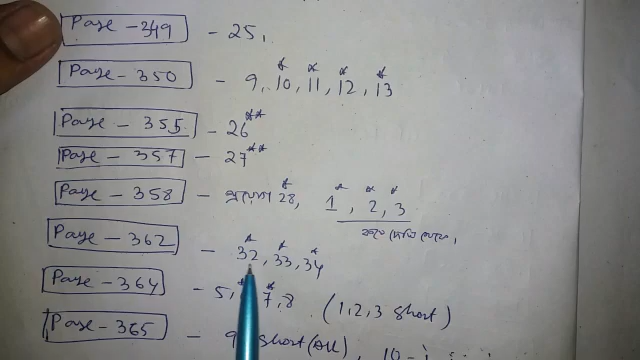 Page - 349 - 25,
Page - 350 - 9, 10*, 11*, 12*, 13*
Page - 355 - 26**
Page - 357 - 27**
Page - 358 - 28*, 1*, 2*, 3*
Page - 362 - 32*, 33*, 34*
Page - 364 - 5, 7*, 8 (1, 2, 3 short)
Page - 365 - 9 short (All), 10 -